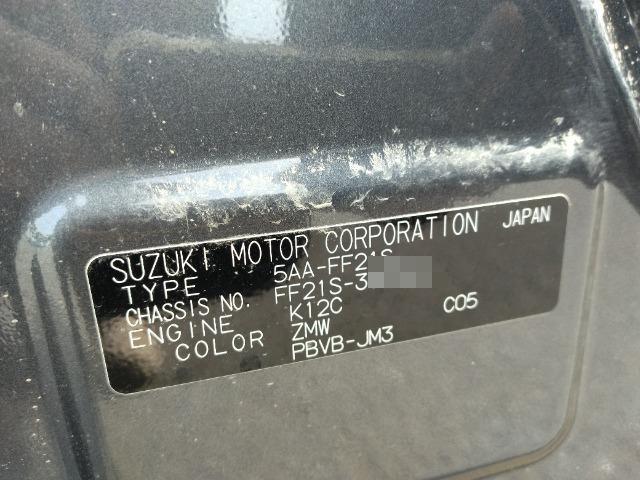 SUZUKI MOTOR CORPORATION JAPAN
TYPE 5AA-FF21S
CHASSIS NO. FF21S-3
ENGINE K12C
COLOR ZMW C05
PBVB-JM3